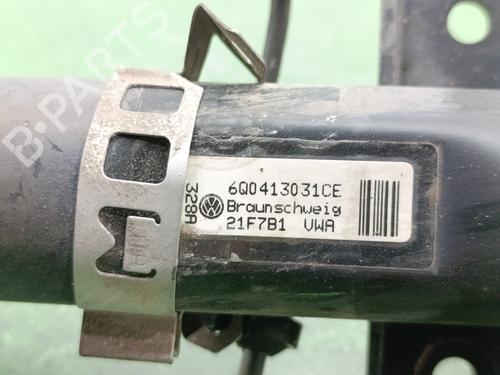 B-PARTS
328A
6Q0413031CE
Braunschweig
21F7B1 VWA